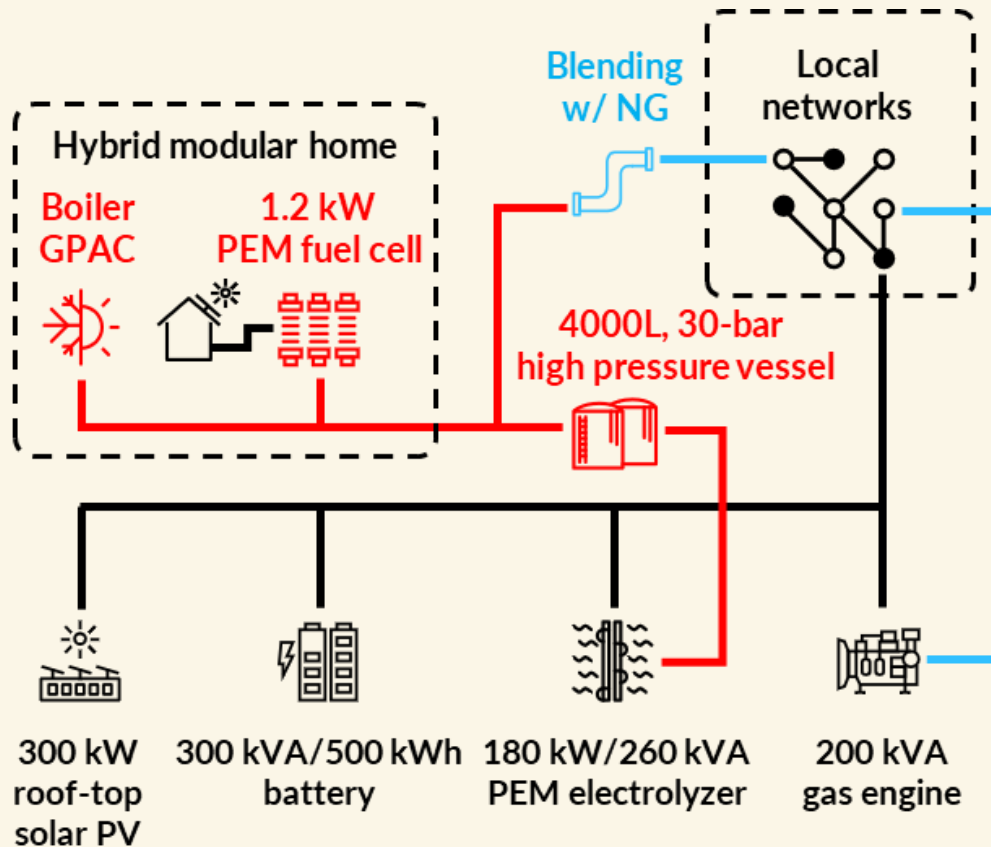 Local
networks
Blending
w/ NG
Hybrid modular home
Boiler
GPAC
1.2 kW
PEM fuel cell
4000L, 30-bar
high pressure vessel
300 kW
roof-top
solar PV
300 kVA/500 kWh
battery
180 kW/260 kVA
PEM electrolyzer
200 kVA
gas engine